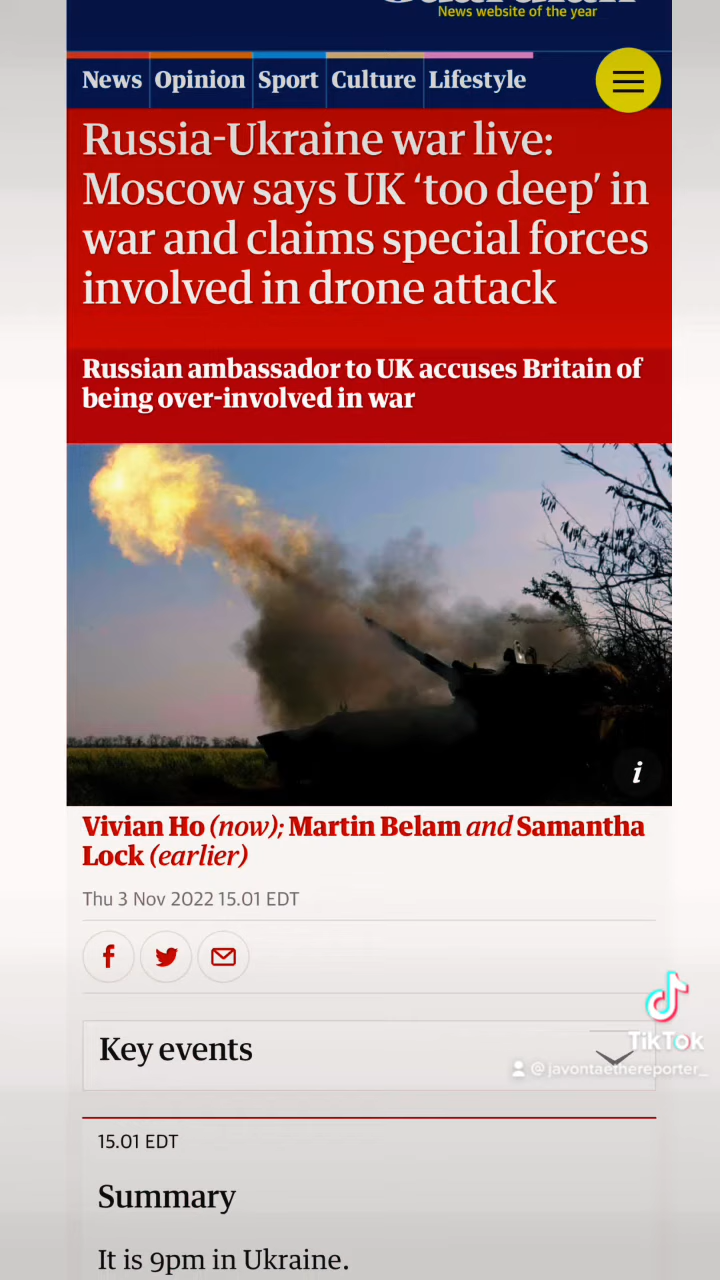 News website of the year
News
Opinion
Sport
Culture
Lifestyle
Russia-Ukraine war live:
Moscow says UK ‘too deep’ in
war and claims special forces
involved in drone attack
Russian ambassador to UK accuses Britain of
being over-involved in war
i
Vivian Ho (now); Martin Belam and Samantha
Lock (earlier)
Thu 3 Nov 2022 15.01 EDT
Key events
TikTok
@javontaethereporter_
15.01 EDT
Summary
It is 9pm in Ukraine.